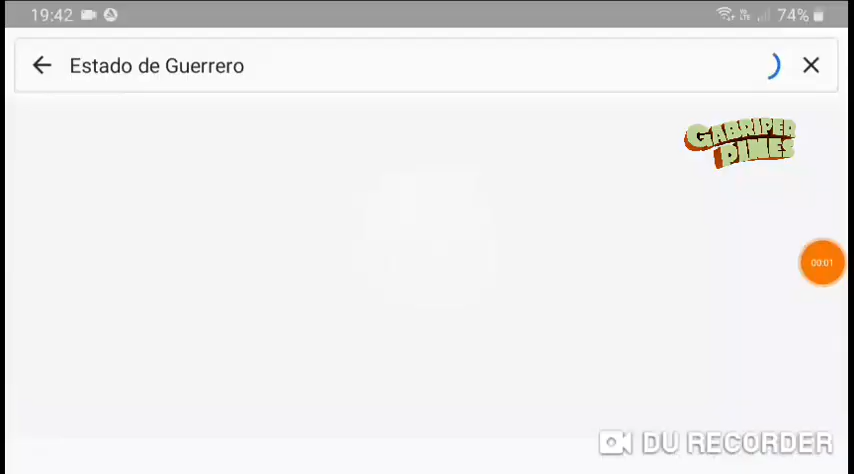 19:42
74%
Estado de Guerrero
GABRIPER
DIMES
00:01
DU RECORDER